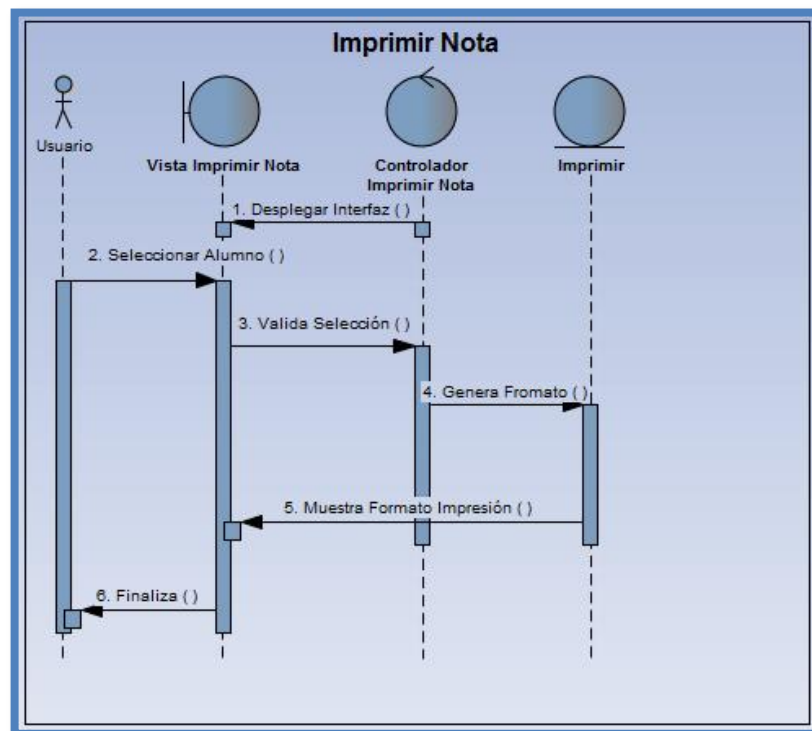 Imprimir Nota
Usuario
Vista Imprimir Nota
Controlador
Imprimir Nota
Imprimir
1. Desplegar Interfaz ( )
2. Seleccionar Alumno ( )
3. Valida Selección ( )
4. Genera Fromato ( )
5. Muestra Formato Impresión ( )
6. Finaliza ( )